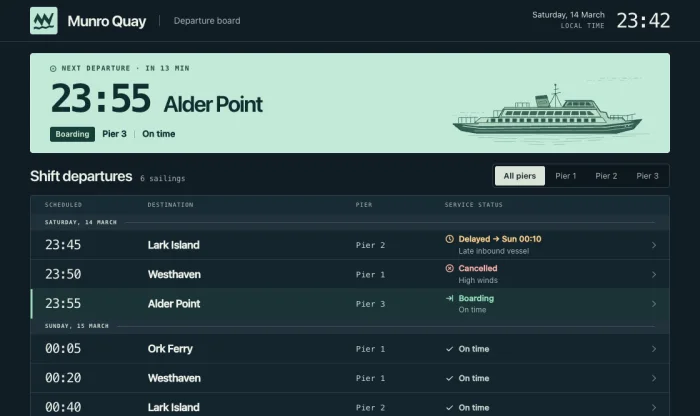 Munro Quay
Departure board
Saturday, 14 March
LOCAL TIME
23:42
NEXT DEPARTURE · IN 13 MIN
23:55 Alder Point
Boarding Pier 3 On time
Shift departures 6 sailings
All piers Pier 1 Pier 2 Pier 3
SCHEDULED DESTINATION PIER SERVICE STATUS
SATURDAY, 14 MARCH
23:45 Lark Island Pier 2 Delayed → Sun 00:10
Late inbound vessel
23:50 Westhaven Pier 1 Cancelled
High winds
23:55 Alder Point Pier 3 Boarding
On time
SUNDAY, 15 MARCH
00:05 Ork Ferry Pier 1 On time
00:20 Westhaven Pier 1 On time
00:40 Lark Island Pier 2 On time